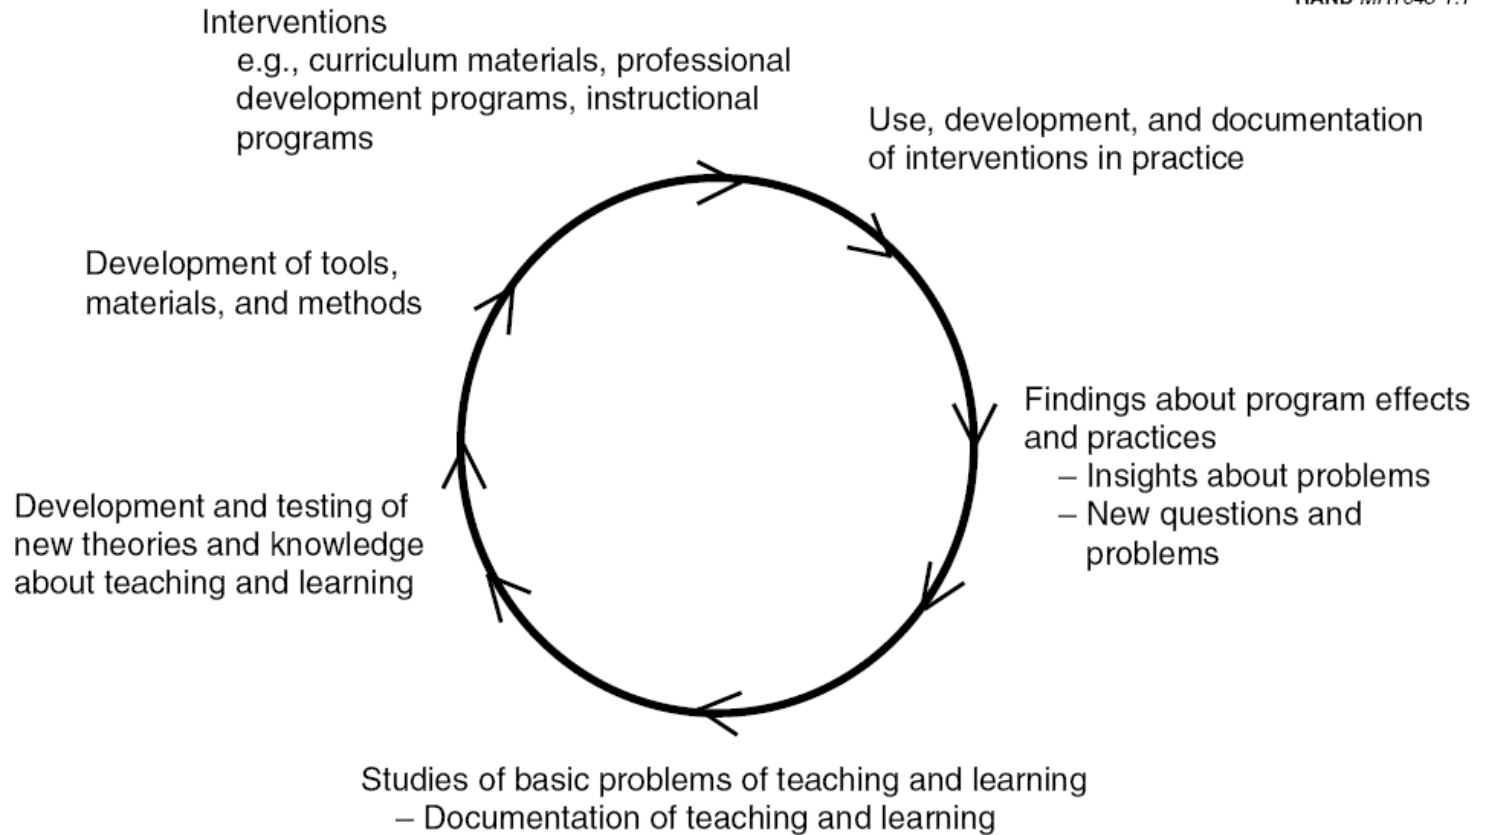 Interventions
e.g., curriculum materials, professional
development programs, instructional
programs
Use, development, and documentation
of interventions in practice
Development of tools,
materials, and methods
Findings about program effects
and practices
– Insights about problems
– New questions and
problems
Development and testing of
new theories and knowledge
about teaching and learning
Studies of basic problems of teaching and learning
– Documentation of teaching and learning